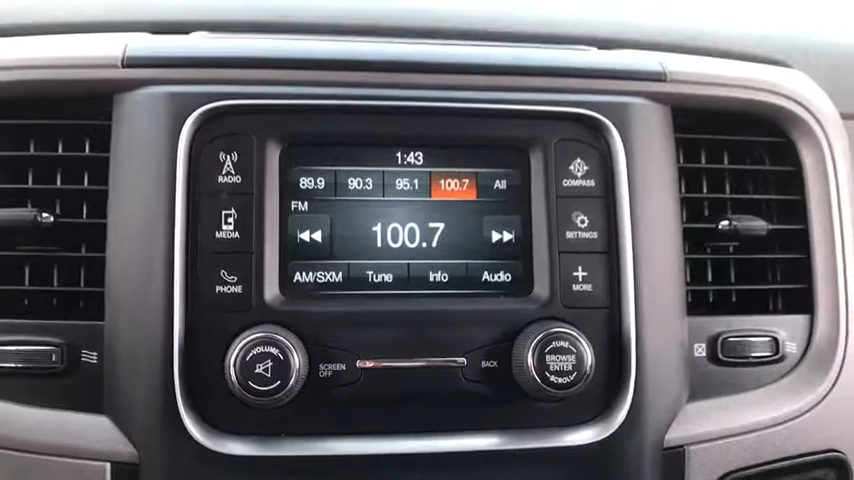 1:43
RADIO
89.9 90.3 95.1 100.7 All
COMPASS
FM
MEDIA
100.7
SETTINGS
PHONE
AM/SXM Tune Info Audio
MORE
VOLUME
SCREEN
OFF
BACK
TUNE
BROWSE
ENTER
SCROLL